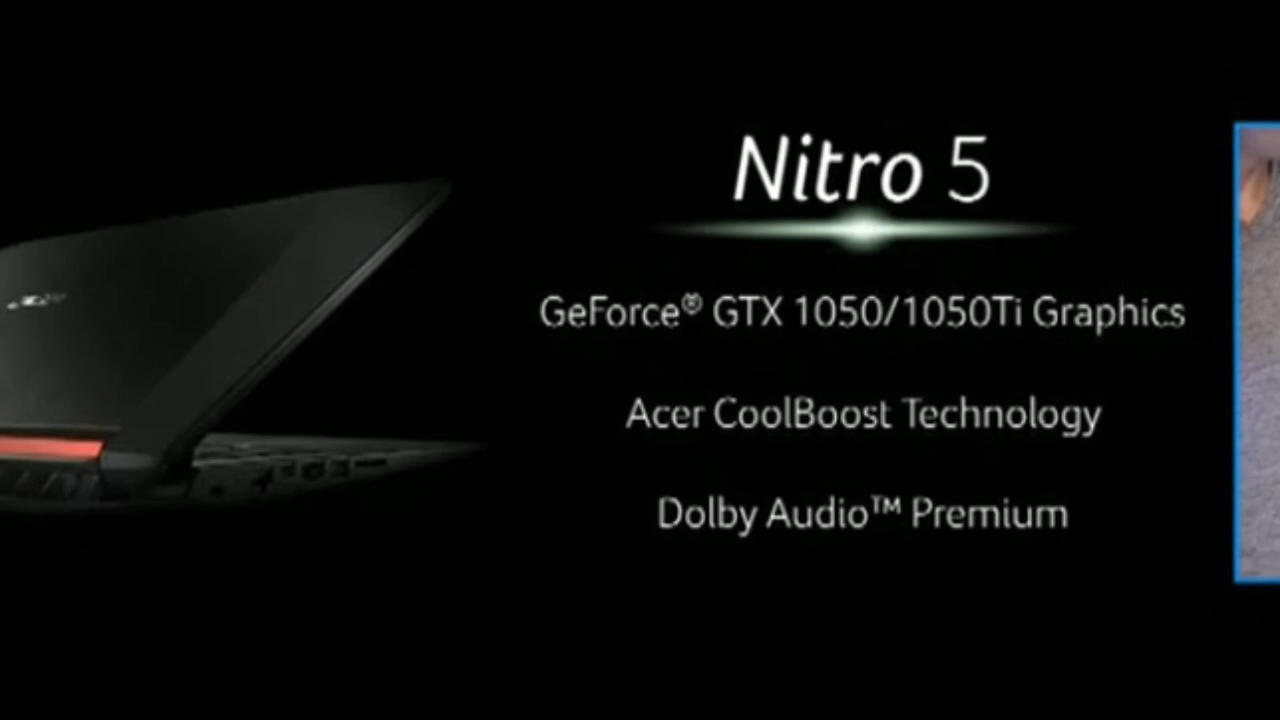 Nitro 5
GeForce® GTX 1050/1050Ti Graphics
Acer CoolBoost Technology
Dolby Audio™ Premium